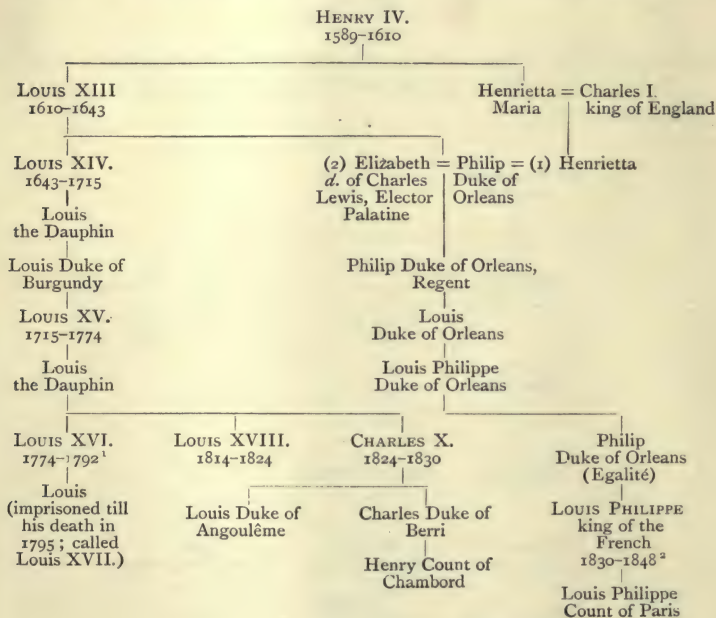 HENRY IV.
1589–1610
LOUIS XIII
1610–1643
Henrietta = Charles I.
Maria king of England
LOUIS XIV.
1643–1715
(2) Elizabeth = Philip = (1) Henrietta
d. of Charles Duke of
Lewis, Elector Orleans
Palatine
Louis
the Dauphin
Louis Duke of
Burgundy
Philip Duke of Orleans,
Regent
LOUIS XV.
1715–1774
Louis
Duke of Orleans
Louis
the Dauphin
Louis Philippe
Duke of Orleans
LOUIS XVI.
1774–1792¹
LOUIS XVIII.
1814–1824
CHARLES X.
1824–1830
Philip
Duke of Orleans
(Egalité)
Louis
(imprisoned till
his death in
1795; called
Louis XVII.)
Louis Duke of
Angoulême
Charles Duke of
Berri
Henry Count of
Chambord
LOUIS PHILIPPE
king of the
French
1830–1848²
Louis Philippe
Count of Paris